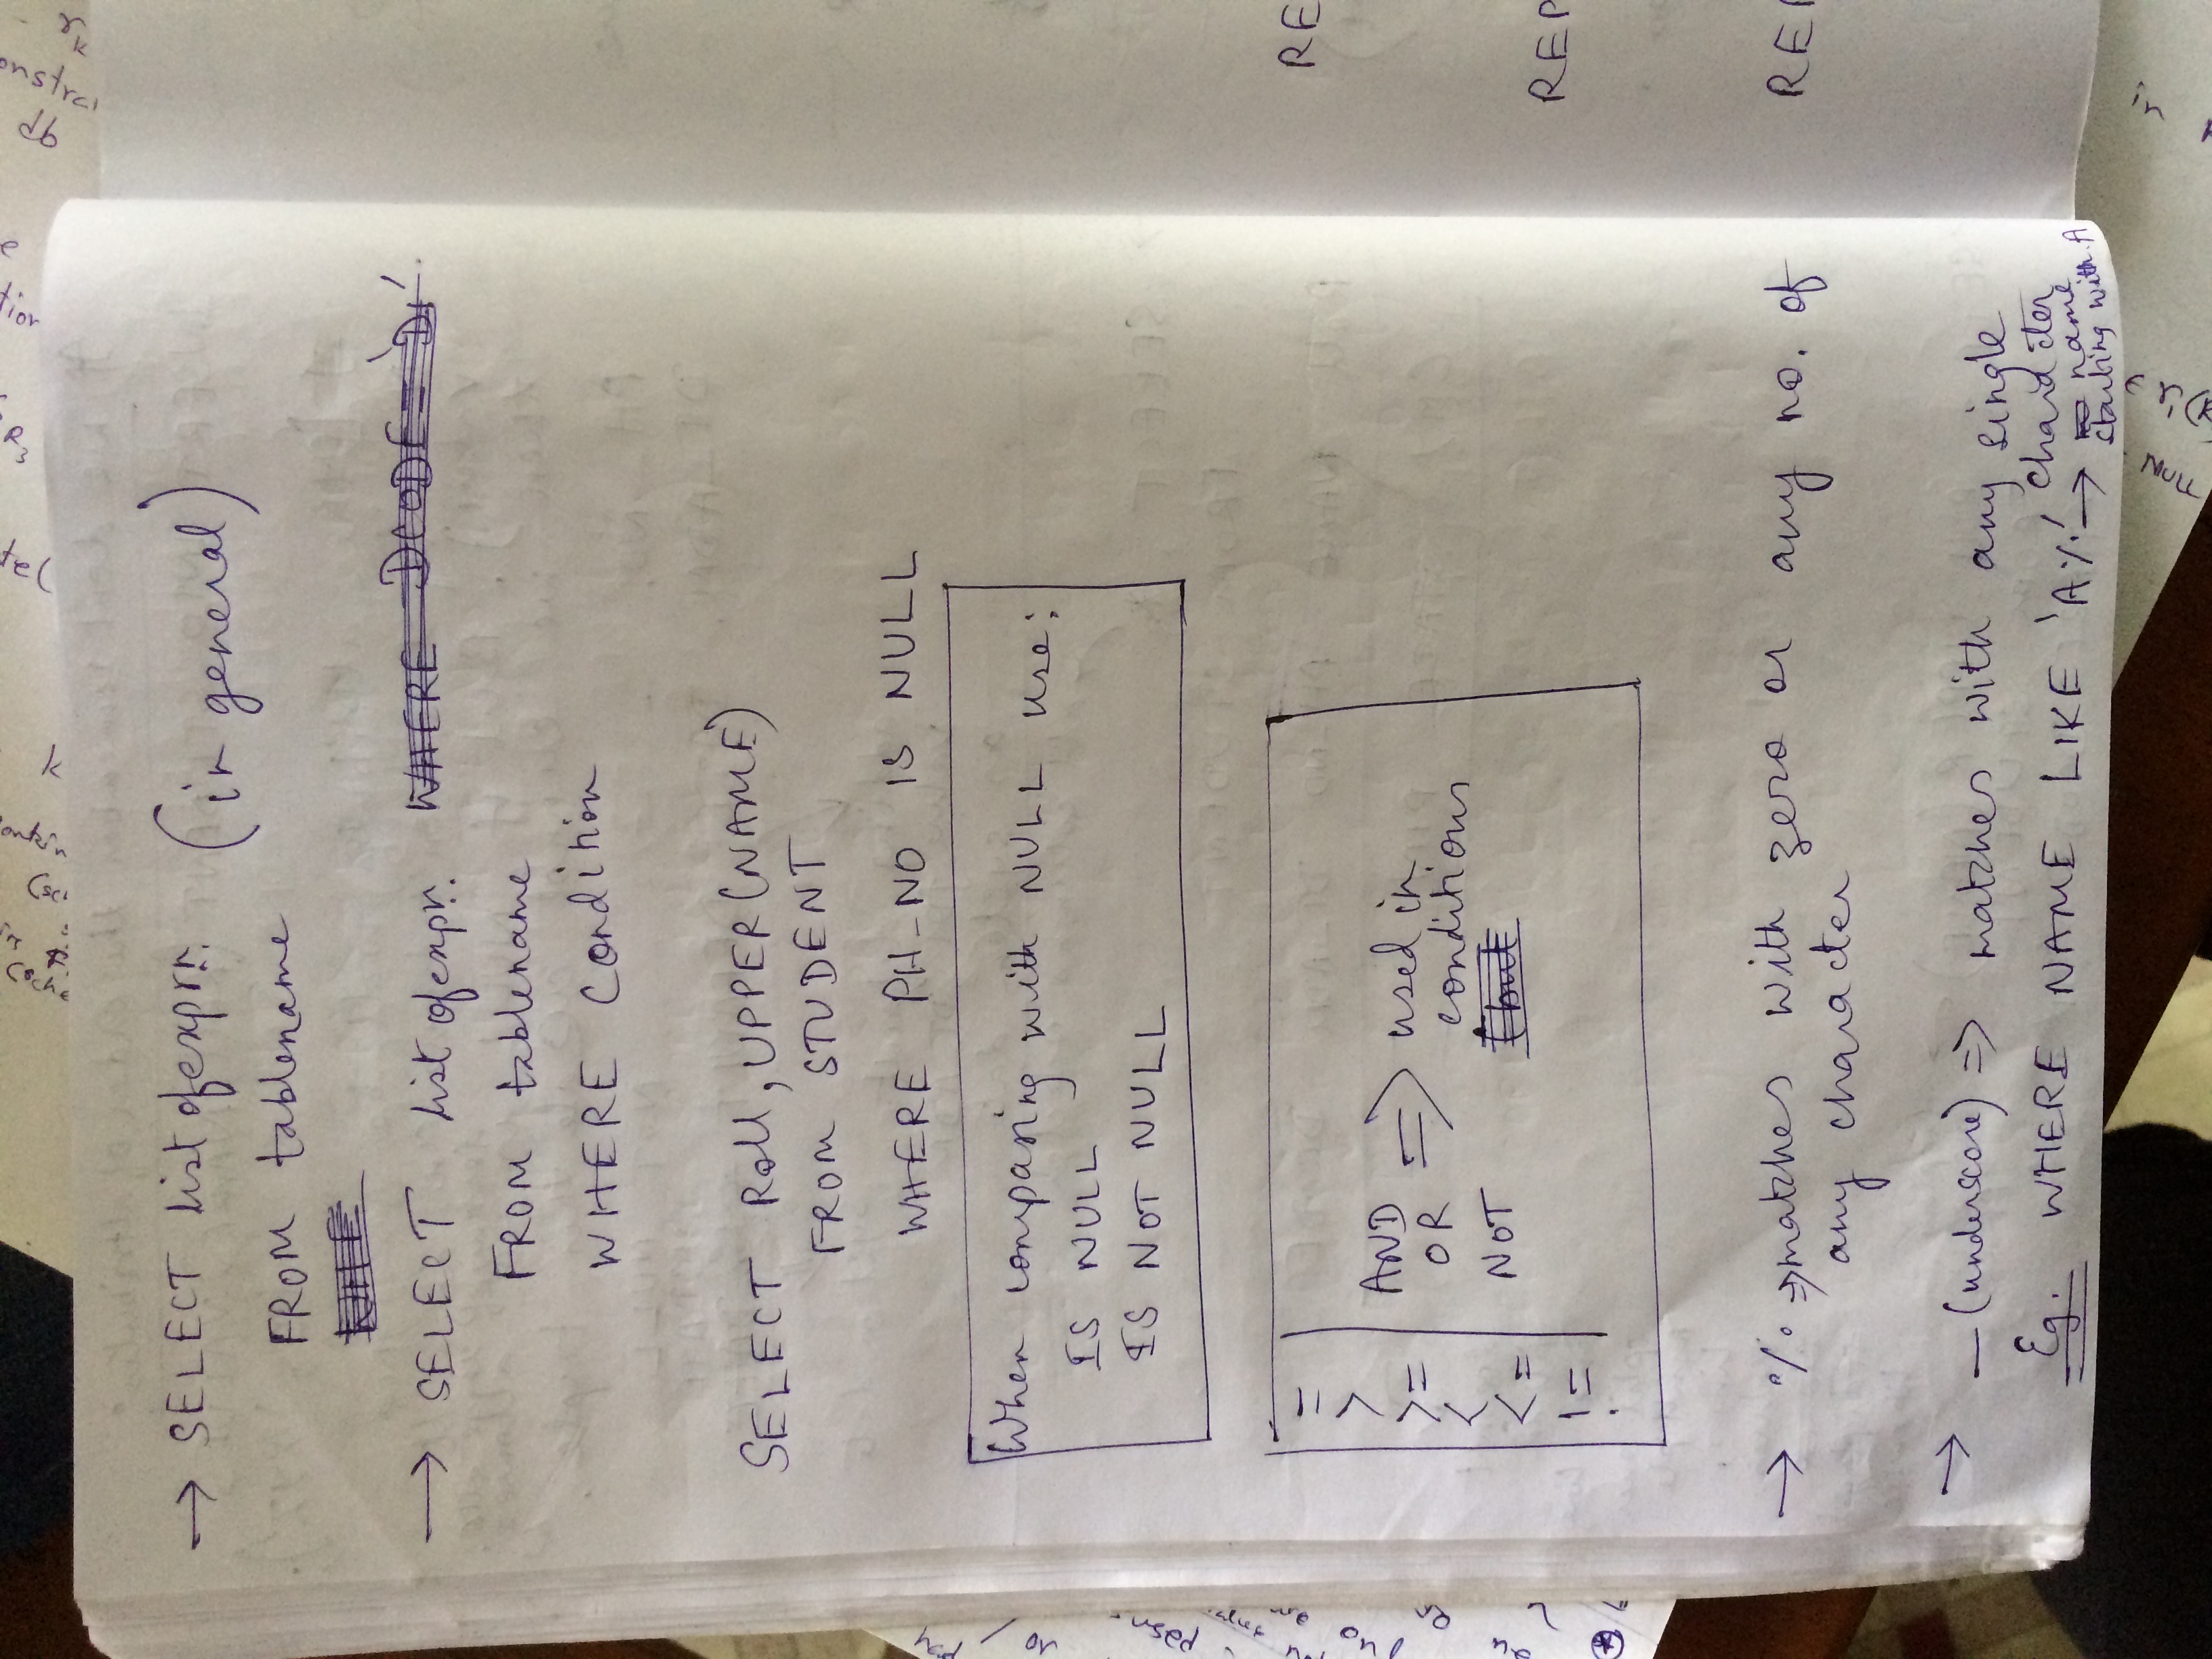 → SELECT list of exprn. (in general)
FROM tablename
WHE
→ SELECT list of expr. WHERE DCODE = 'D1'
FROM tablename
WHERE Condition
SELECT Roll, UPPER(NAME)
FROM STUDENT
WHERE PH_NO IS NULL
When comparing with NULL use:
IS NULL
IS NOT NULL
=
>
>=
<
<=
!=
AND
OR
NOT
=> used in
conditions
(but
→ % => matches with zero or any no. of
any character
→ _ (underscore) => matches with any single
character
Eg. WHERE NAME LIKE 'A%' → name
starting with A
RE
REP
RE